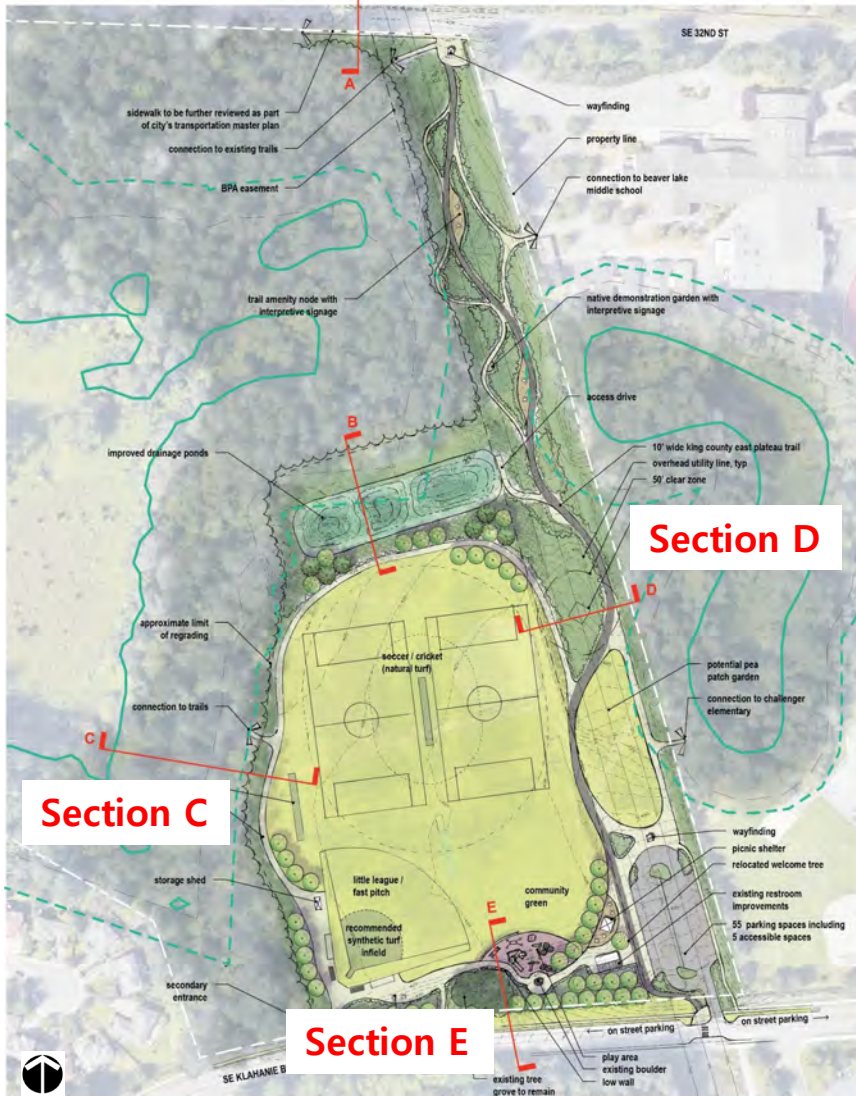 SE 32ND ST
A
wayfinding
sidewalk to be further reviewed as part
of city's transportation master plan
property line
connection to existing trails
connection to beaver lake
middle school
BPA easement
trail amenity node with
interpretive signage
native demonstration garden with
interpretive signage
access drive
B
improved drainage ponds
10' wide king county east plateau trail
overhead utility line, typ
50' clear zone
Section D
D
approximate limit
of regrading
soccer / cricket
(natural turf)
potential pea
patch garden
connection to trails
connection to challenger
elementary
C
Section C
wayfinding
picnic shelter
relocated welcome tree
storage shed
little league /
fast pitch
community
green
existing restroom
improvements
E
recommended
synthetic turf
infield
55 parking spaces including
5 accessible spaces
secondary
entrance
Section E
on street parking
on street parking
play area
existing boulder
low wall
SE KLAHANIE B
existing tree
grove to remain